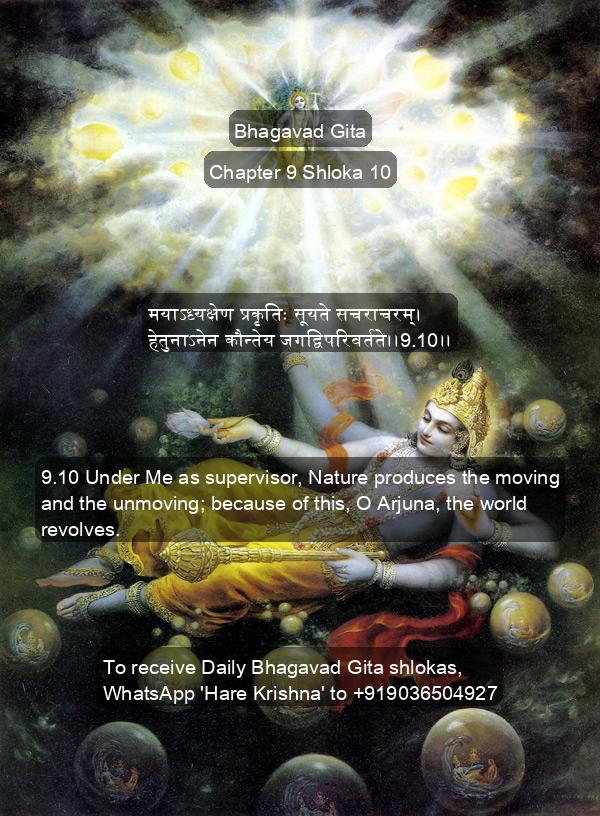 Bhagavad Gita
Chapter 9 Shloka 10
मयाऽध्यक्षेण प्रकृतिः सूयते सचराचरम्।
हेतुनाऽनेन कौन्तेय जगद्विपरिवर्तते।।9.10।।
9.10 Under Me as supervisor, Nature produces the moving
and the unmoving; because of this, O Arjuna, the world
revolves.
To receive Daily Bhagavad Gita shlokas,
WhatsApp 'Hare Krishna' to +919036504927